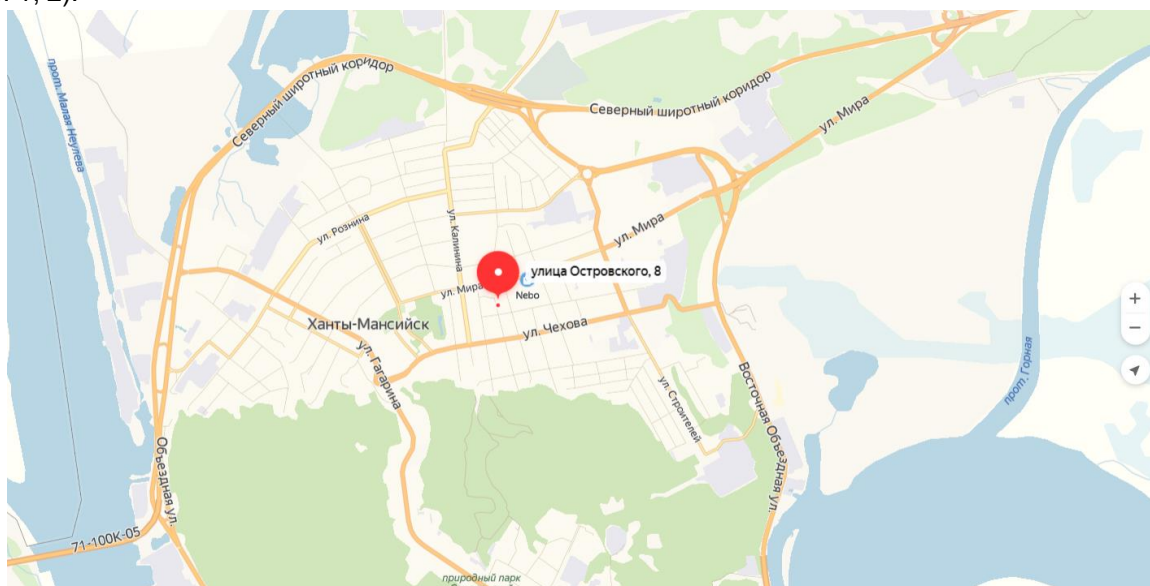 прот. Малая Неулева
Северный широтный коридор
Северный широтный коридор
ул. Мира
ул. Рознина
ул. Калинина
ул. Мира
улица Островского, 8
ул. Мира
Nebo
Ханты-Мансийск
ул. Чехова
ул. Гагарина
ул. Строителей
Восточная Объездная ул.
прот. Горная
Объездная ул.
71-100К-05
природный парк